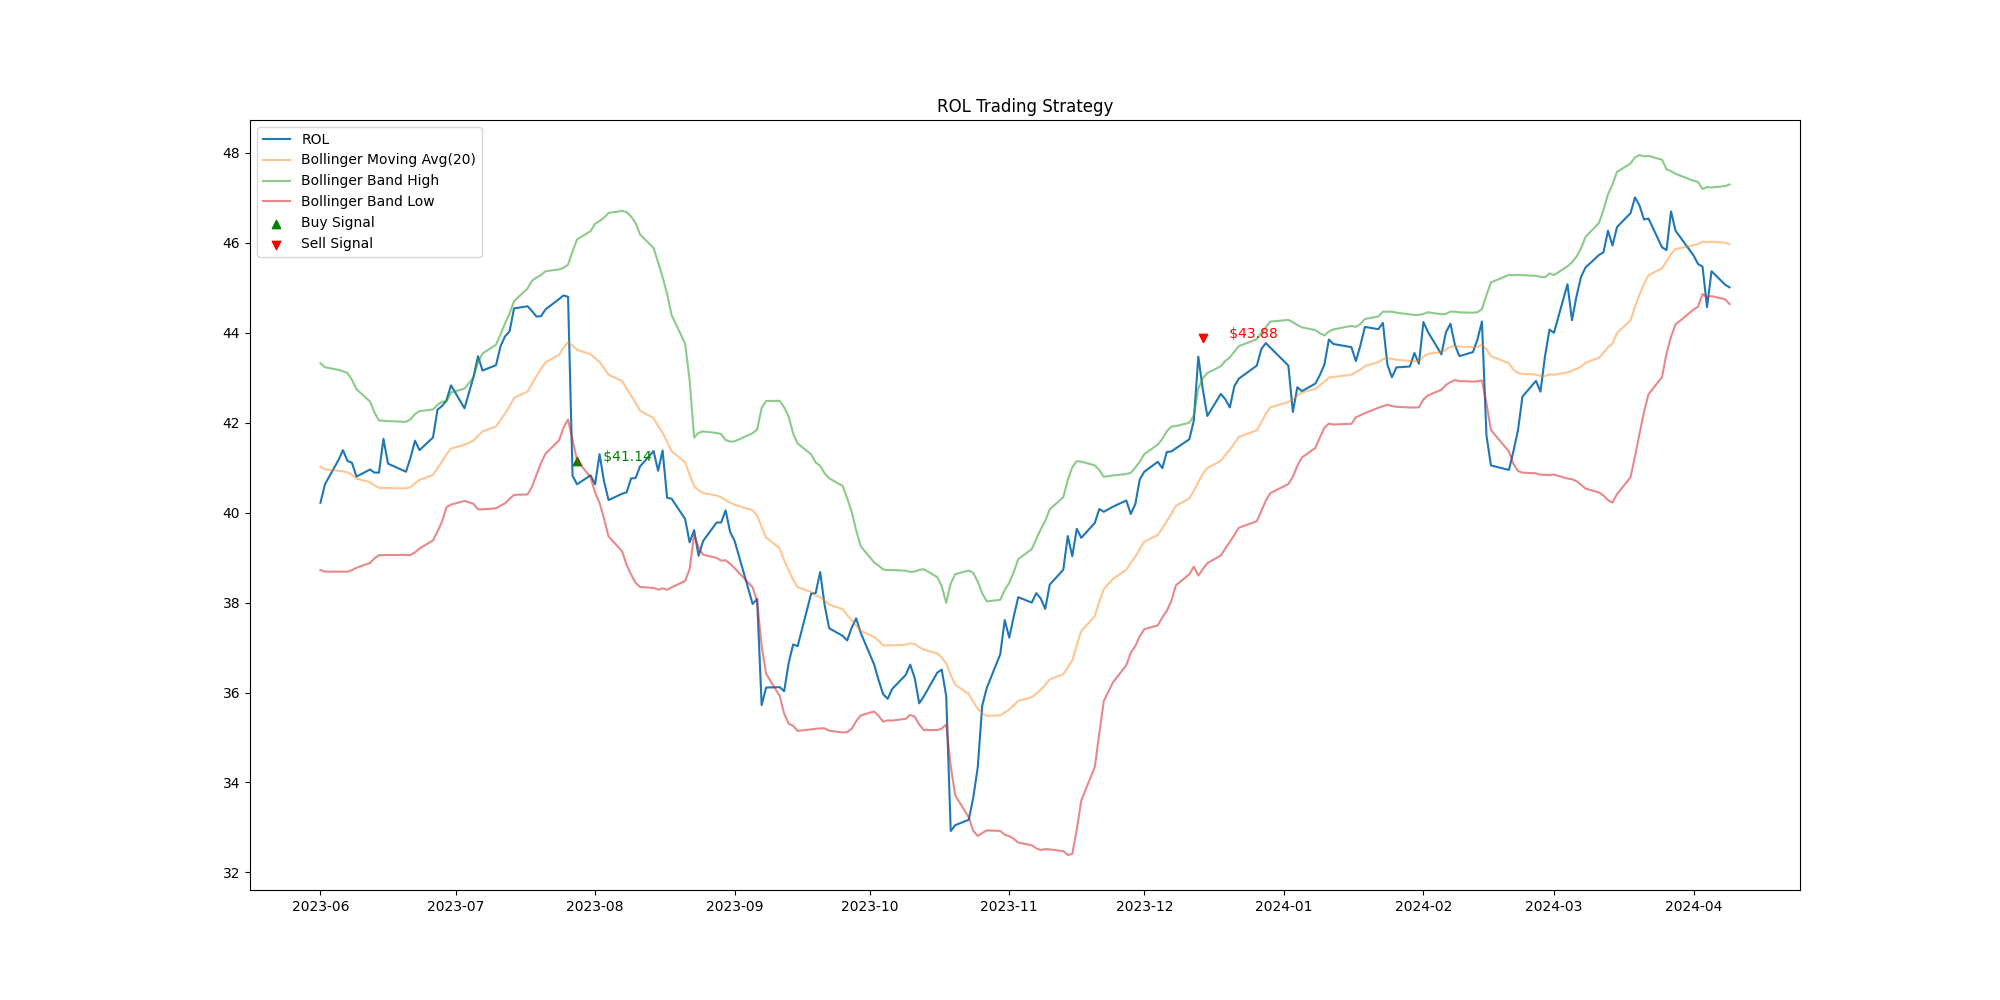 ROL Trading Strategy
ROL
Bollinger Moving Avg(20)
Bollinger Band High
Bollinger Band Low
Buy Signal
Sell Signal
48
46
44
42
40
38
36
34
32
$43.88
$41.14
2023-06 2023-07 2023-08 2023-09 2023-10 2023-11 2023-12 2024-01 2024-02 2024-03 2024-04